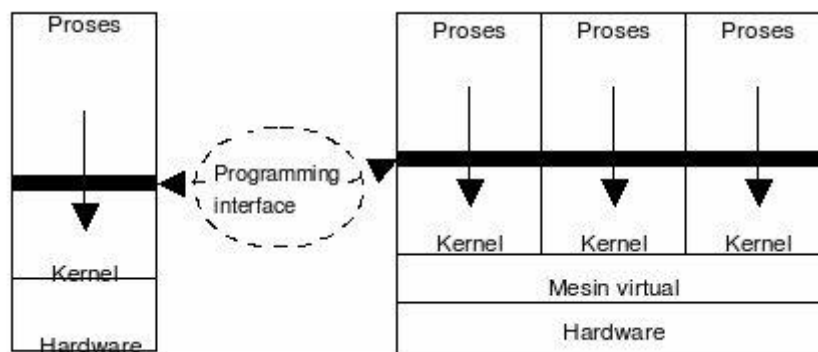 Proses
Kernel
Hardware
Programming
interface
Proses Proses Proses
Kernel Kernel Kernel
Mesin virtual
Hardware